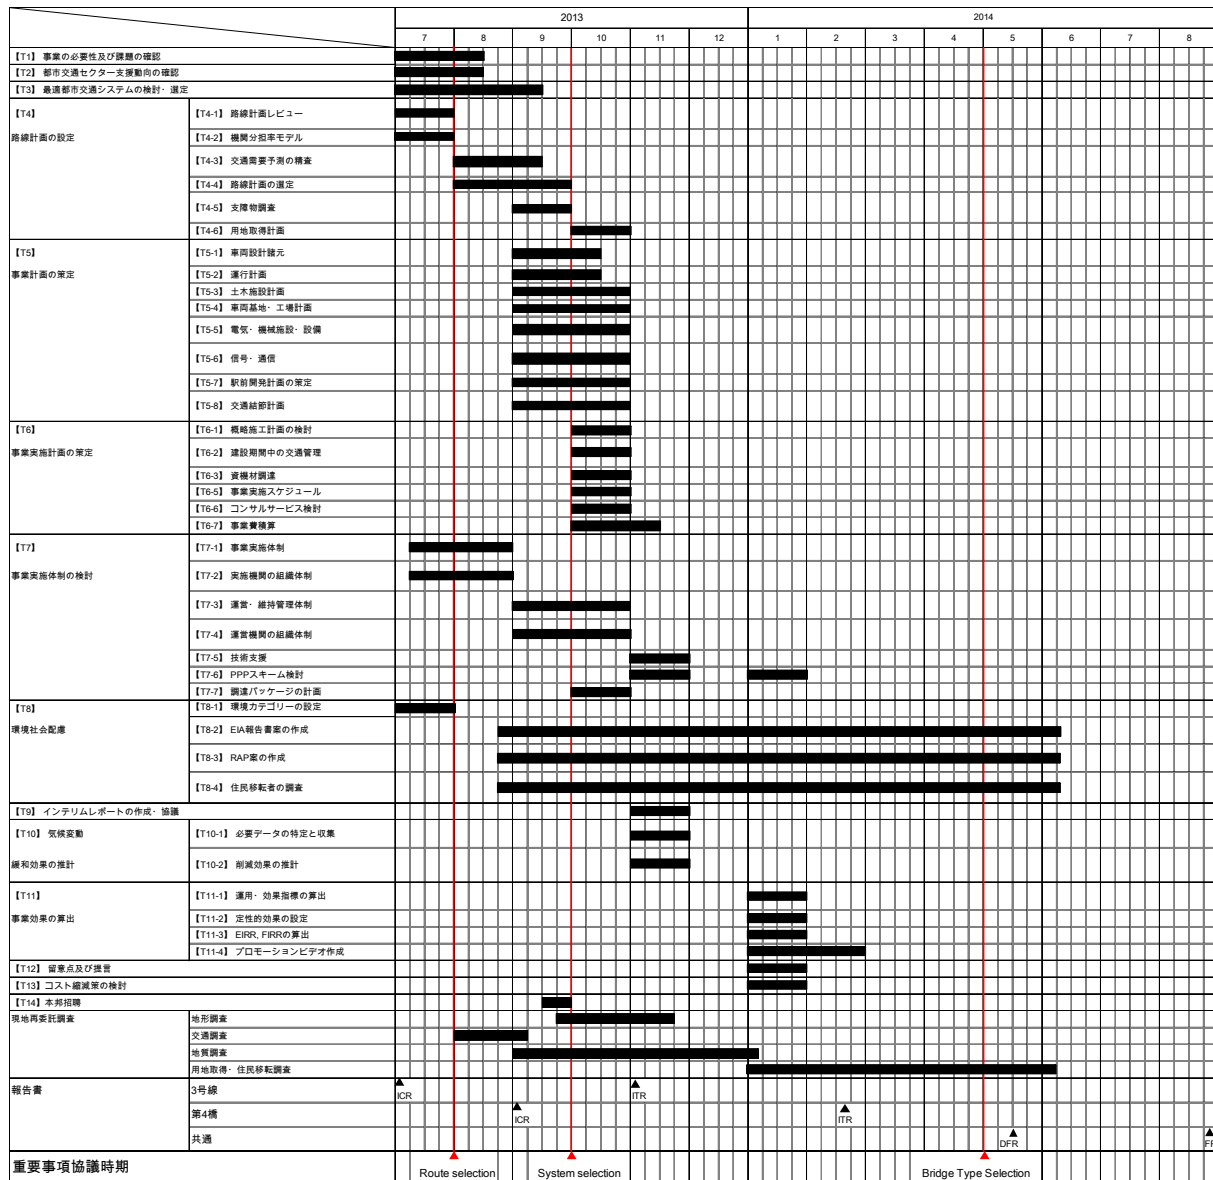 2013 2014
7 8 9 10 11 12 1 2 3 4 5 6 7 8
【T1】 事業の必要性及び課題の確認
【T2】 都市交通セクター支援動向の確認
【T3】 最適都市交通システムの検討・選定
【T4】 【T4-1】 路線計画レビュー
路線計画の設定 【T4-2】 機関分担率モデル
【T4-3】 交通需要予測の精査
【T4-4】 路線計画の選定
【T4-5】 支障物調査
【T4-6】 用地取得計画
【T5】 【T5-1】 車両設計諸元
事業計画の策定 【T5-2】 運行計画
【T5-3】 土木施設計画
【T5-4】 車両基地・工場計画
【T5-5】 電気・機械施設・設備
【T5-6】 信号・通信
【T5-7】 駅前開発計画の策定
【T5-8】 交通結節計画
【T6】 【T6-1】 概略施工計画の検討
事業実施計画の策定 【T6-2】 建設期間中の交通管理
【T6-3】 資機材調達
【T6-5】 事業実施スケジュール
【T6-6】 コンサルサービス検討
【T6-7】 事業費積算
【T7】 【T7-1】 事業実施体制
事業実施体制の検討 【T7-2】 実施機関の組織体制
【T7-3】 運営・維持管理体制
【T7-4】 運営機関の組織体制
【T7-5】 技術支援
【T7-6】 PPPスキーム検討
【T7-7】 調達パッケージの計画
【T8】 【T8-1】 環境カテゴリーの設定
環境社会配慮 【T8-2】 EIA報告書案の作成
【T8-3】 RAP案の作成
【T8-4】 住民移転者の調査
【T9】 インテリムレポートの作成・協議
【T10】 気候変動 【T10-1】 必要データの特定と収集
緩和効果の推計 【T10-2】 削減効果の推計
【T11】 【T11-1】 運用・効果指標の算出
事業効果の算出 【T11-2】 定性的効果の設定
【T11-3】 EIRR, FIRRの算出
【T11-4】 プロモーションビデオ作成
【T12】 留意点及び提言
【T13】 コスト縮減策の検討
【T14】 本邦招聘
現地再委託調査 地形調査
交通調査
地質調査
用地取得・住民移転調査
報告書 3号線 ICR ITR
第4橋 ICR ITR
共通 DFR
重要事項協議時期 Route selection System selection Bridge Type Selection